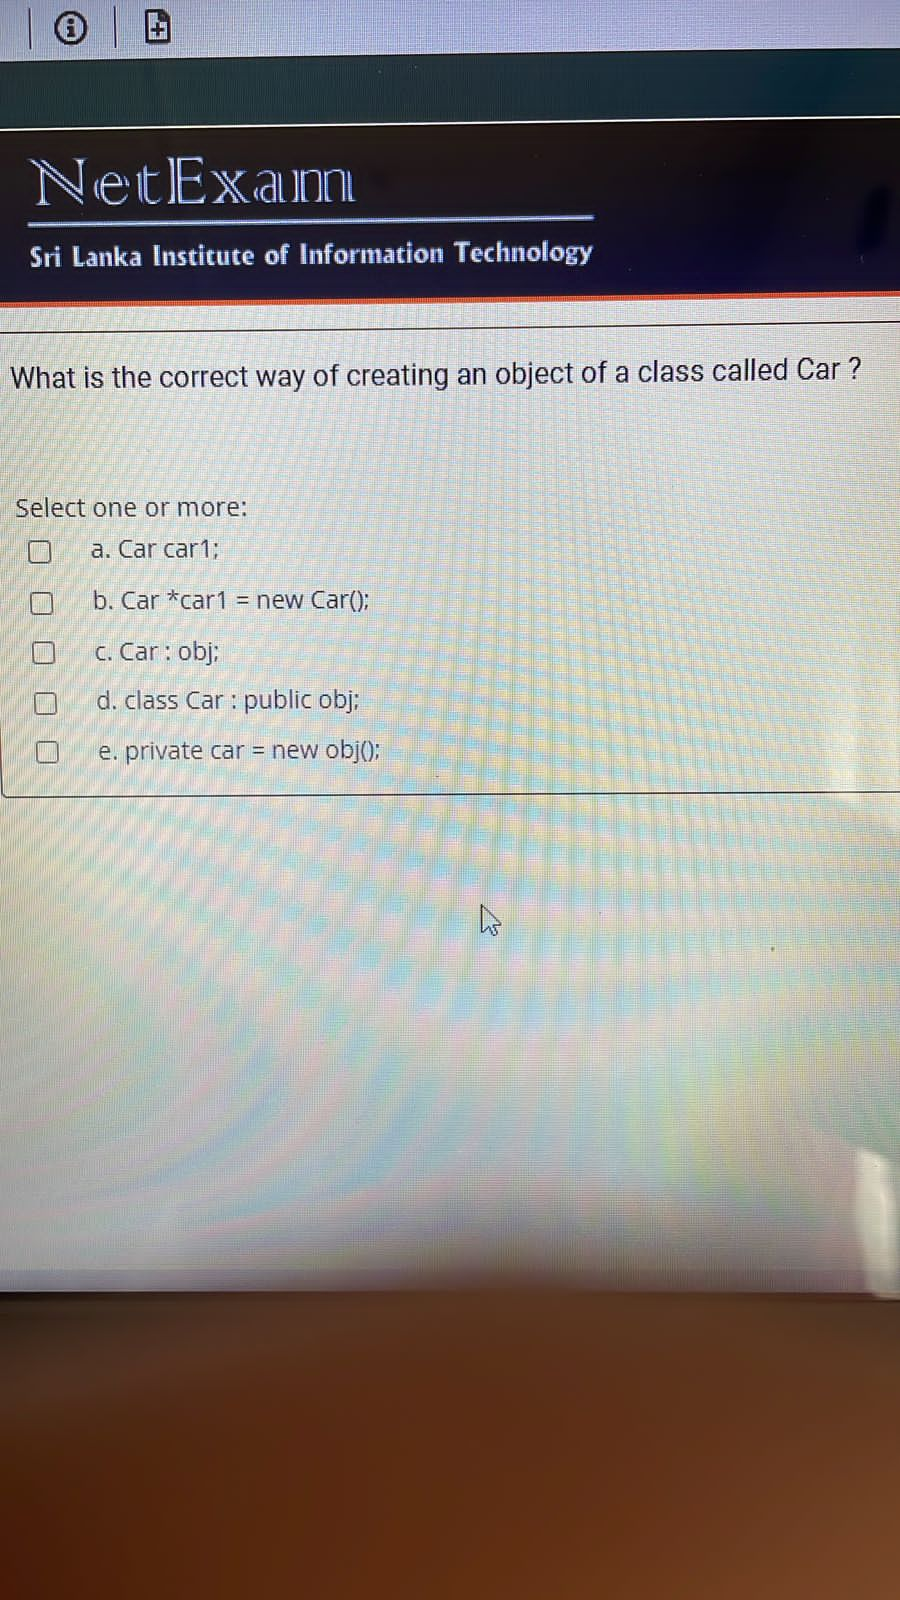 NetExam
Sri Lanka Institute of Information Technology
What is the correct way of creating an object of a class called Car ?
Select one or more:
a. Car car1;
b. Car *car1 = new Car();
c. Car : obj;
d. class Car : public obj;
e. private car = new obj();